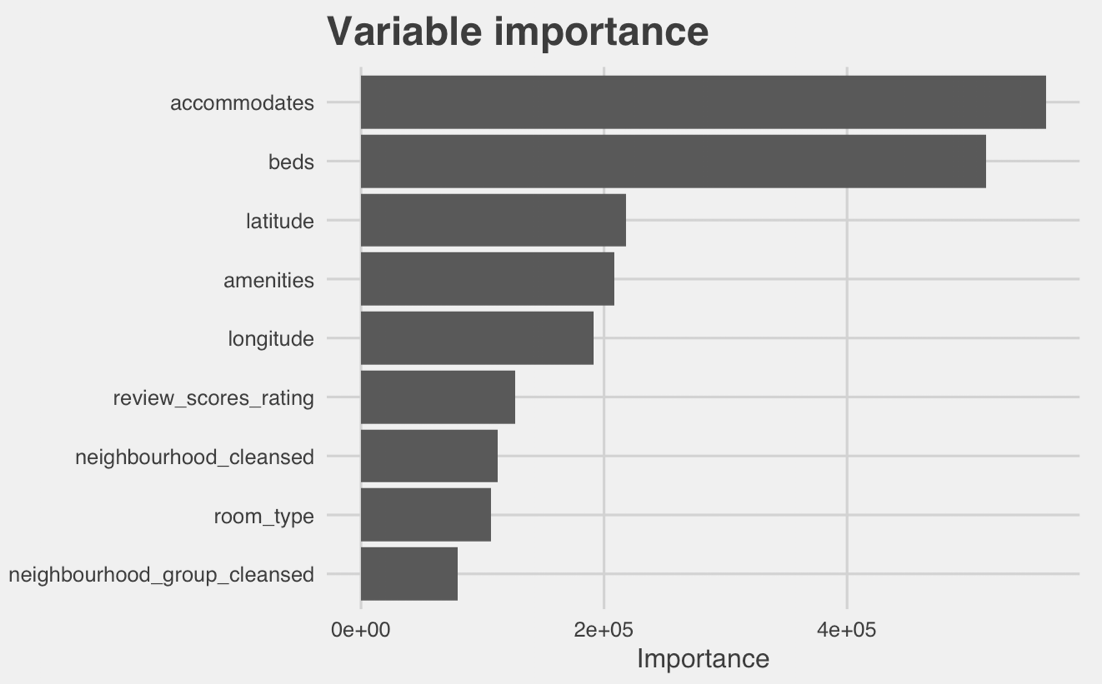 Variable importance
accommodates
beds
latitude
amenities
longitude
review_scores_rating
neighbourhood_cleansed
room_type
neighbourhood_group_cleansed
0e+00 2e+05 4e+05
Importance